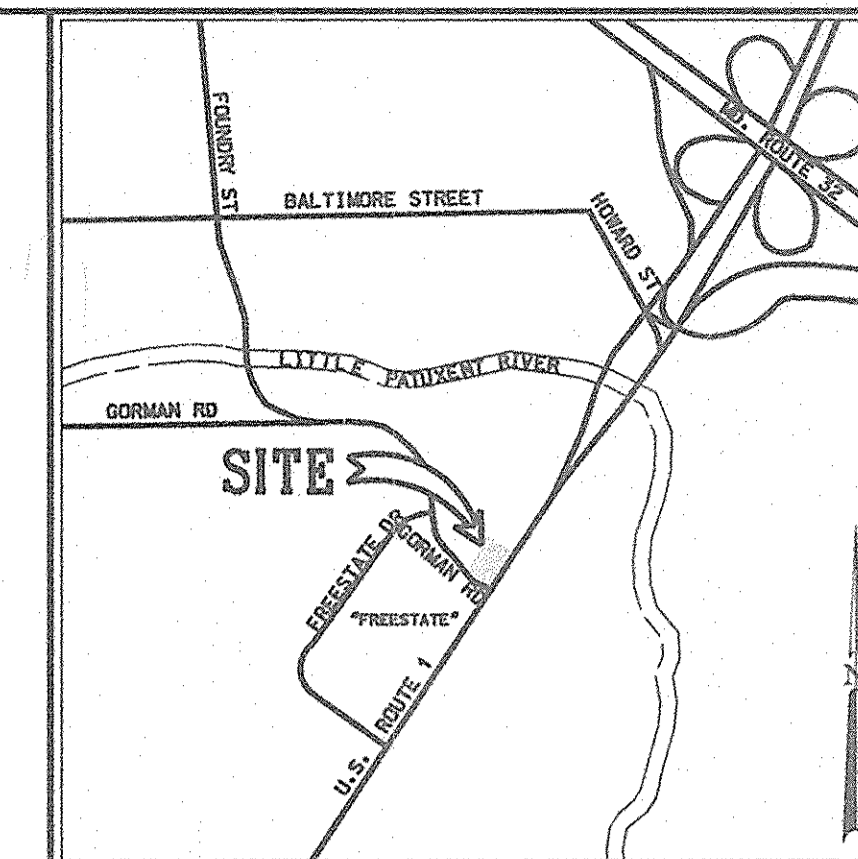 FOUNDRY ST
BALTIMORE STREET
HOWARD ST
MD. ROUTE 32
LITTLE PATUXENT RIVER
GORMAN RD
SITE
FREESTATE DR
GORMAN RD
"FREESTATE"
U.S. ROUTE 1